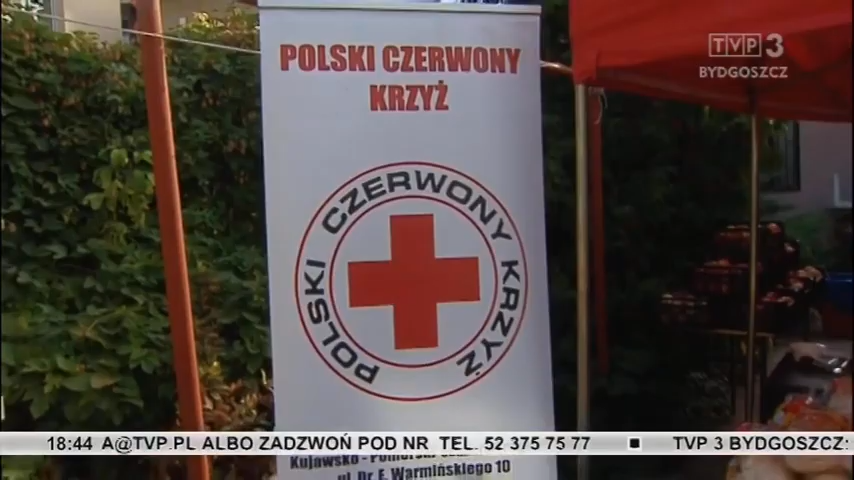 TVP3
BYDGOSZCZ
POLSKI CZERWONY
KRZYŻ
POLSKI CZERWONY KRZYŻ
18:44 A@TVP.PL ALBO ZADZWOŃ POD NR TEL. 52 375 75 77 ■ TVP 3 BYDGOSZCZ:
Kujawsko - Pomorski
ul. Dr. E. Warmińskiego 10